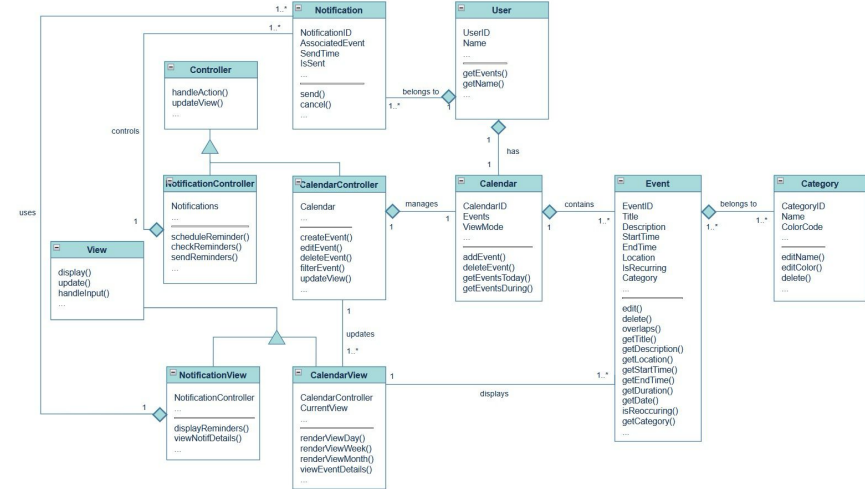 1..*
Notification
NotificationID
AssociatedEvent
SendTime
IsSent
...
send()
cancel()
...
User
UserID
Name
...
getEvents()
getName()
...
1..*
Controller
handleAction()
updateView()
...
belongs to
1..*
1
controls
1
has
1
NotificationController
Notifications
...
scheduleReminder()
checkReminders()
sendReminders()
...
CalendarController
Calendar
...
createEvent()
editEvent()
deleteEvent()
filterEvent()
updateView()
...
manages
1
1
Calendar
CalendarID
Events
ViewMode
...
addEvent()
deleteEvent()
getEventsToday()
getEventsDuring()
...
contains
1
1..*
Event
EventID
Title
Description
StartTime
EndTime
Location
IsRecurring
Category
...
edit()
delete()
overlaps()
getTitle()
getDescription()
getLocation()
getStartTime()
getEndTime()
getDuration()
getDate()
isReoccuring()
getCategory()
...
belongs to
1..*
1..*
Category
CategoryID
Name
ColorCode
...
editName()
editColor()
delete()
...
uses
1
View
display()
update()
handleInput()
...
1
updates
1..*
NotificationView
NotificationController
...
displayReminders()
viewNotifDetails()
...
1
CalendarView
CalendarController
CurrentView
...
renderViewDay()
renderViewWeek()
renderViewMonth()
viewEventDetails()
...
1
1..*
displays